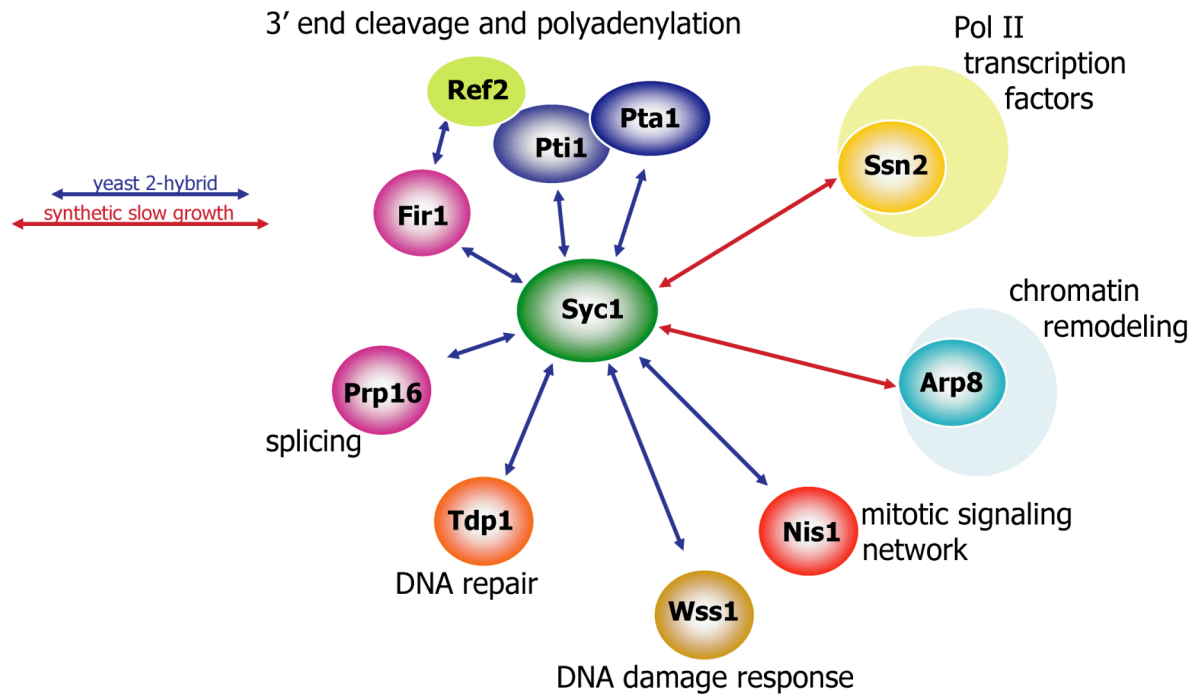 3′ end cleavage and polyadenylation
Pol II
transcription
factors
Ref2
Pti1
Pta1
Ssn2
yeast 2-hybrid
synthetic slow growth
Fir1
Syc1
chromatin
remodeling
Arp8
Prp16
splicing
Tdp1
DNA repair
Nis1
mitotic signaling
network
Wss1
DNA damage response